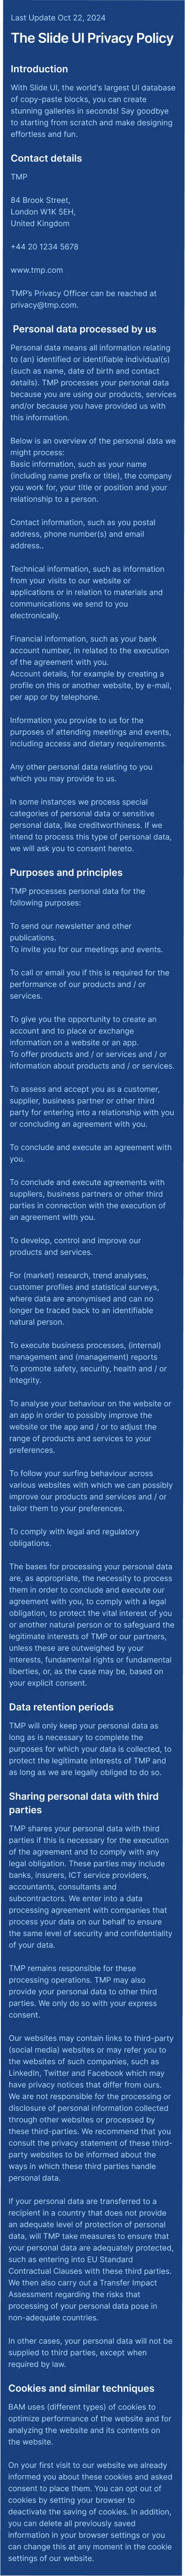 Last Update Oct 22, 2024
The Slide UI Privacy Policy
Introduction
With Slide UI, the world's largest UI database
of copy-paste blocks, you can create
stunning galleries in seconds! Say goodbye
to starting from scratch and make designing
effortless and fun.
Contact details
TMP
84 Brook Street,
London W1K 5EH,
United Kingdom
+44 20 1234 5678
www.tmp.com
TMP's Privacy Officer can be reached at
privacy@tmp.com.
Personal data processed by us
Personal data means all information relating
to (an) identified or identifiable individual(s)
(such as name, date of birth and contact
details). TMP processes your personal data
because you are using our products, services
and/or because you have provided us with
this information.
Below is an overview of the personal data we
might process:
Basic information, such as your name
(including name prefix or title), the company
you work for, your title or position and your
relationship to a person.
Contact information, such as you postal
address, phone number(s) and email
address..
Technical information, such as information
from your visits to our website or
applications or in relation to materials and
communications we send to you
electronically.
Financial information, such as your bank
account number, in related to the execution
of the agreement with you.
Account details, for example by creating a
profile on this or another website, by e-mail,
per app or by telephone.
Information you provide to us for the
purposes of attending meetings and events,
including access and dietary requirements.
Any other personal data relating to you
which you may provide to us.
In some instances we process special
categories of personal data or sensitive
personal data, like creditworthiness. If we
intend to process this type of personal data,
we will ask you to consent hereto.
Purposes and principles
TMP processes personal data for the
following purposes:
To send our newsletter and other
publications.
To invite you for our meetings and events.
To call or email you if this is required for the
performance of our products and / or
services.
To give you the opportunity to create an
account and to place or exchange
information on a website or an app.
To offer products and / or services and / or
information about products and / or services.
To assess and accept you as a customer,
supplier, business partner or other third
party for entering into a relationship with you
or concluding an agreement with you.
To conclude and execute an agreement with
you.
To conclude and execute agreements with
suppliers, business partners or other third
parties in connection with the execution of
an agreement with you.
To develop, control and improve our
products and services.
For (market) research, trend analyses,
customer profiles and statistical surveys,
where data are anonymised and can no
longer be traced back to an identifiable
natural person.
To execute business processes, (internal)
management and (management) reports
To promote safety, security, health and / or
integrity.
To analyse your behaviour on the website or
an app in order to possibly improve the
website or the app and / or to adjust the
range of products and services to your
preferences.
To follow your surfing behaviour across
various websites with which we can possibly
improve our products and services and / or
tailor them to your preferences.
To comply with legal and regulatory
obligations.
The bases for processing your personal data
are, as appropriate, the necessity to process
them in order to conclude and execute our
agreement with you, to comply with a legal
obligation, to protect the vital interest of you
or another natural person or to safeguard the
legitimate interests of TMP or our partners,
unless these are outweighed by your
interests, fundamental rights or fundamental
liberties, or, as the case may be, based on
your explicit consent.
Data retention periods
TMP will only keep your personal data as
long as is necessary to complete the
purposes for which your data is collected, to
protect the legitimate interests of TMP and
as long as we are legally obliged to do so.
Sharing personal data with third
parties
TMP shares your personal data with third
parties if this is necessary for the execution
of the agreement and to comply with any
legal obligation. These parties may include
banks, insurers, ICT service providers,
accountants, consultants and
subcontractors. We enter into a data
processing agreement with companies that
process your data on our behalf to ensure
the same level of security and confidentiality
of your data.
TMP remains responsible for these
processing operations. TMP may also
provide your personal data to other third
parties. We only do so with your express
consent.
Our websites may contain links to third-party
(social media) websites or may refer you to
the websites of such companies, such as
LinkedIn, Twitter and Facebook which may
have privacy notices that differ from ours.
We are not responsible for the processing or
disclosure of personal information collected
through other websites or processed by
these third-parties. We recommend that you
consult the privacy statement of these third-
party websites to be informed about the
ways in which these third parties handle
personal data.
If your personal data are transferred to a
recipient in a country that does not provide
an adequate level of protection of personal
data, will TMP take measures to ensure that
your personal data are adequately protected,
such as entering into EU Standard
Contractual Clauses with these third parties.
We then also carry out a Transfer Impact
Assessment regarding the risks that
processing of your personal data pose in
non-adequate countries.
In other cases, your personal data will not be
supplied to third parties, except when
required by law.
Cookies and similar techniques
BAM uses (different types) of cookies to
optimize performance of the website and for
analyzing the website and its contents on
the website.
On your first visit to our website we already
informed you about these cookies and asked
consent to place them. You can opt out of
cookies by setting your browser to
deactivate the saving of cookies. In addition,
you can delete all previously saved
information in your browser settings or you
can change this at any moment in the cookie
settings of our website.